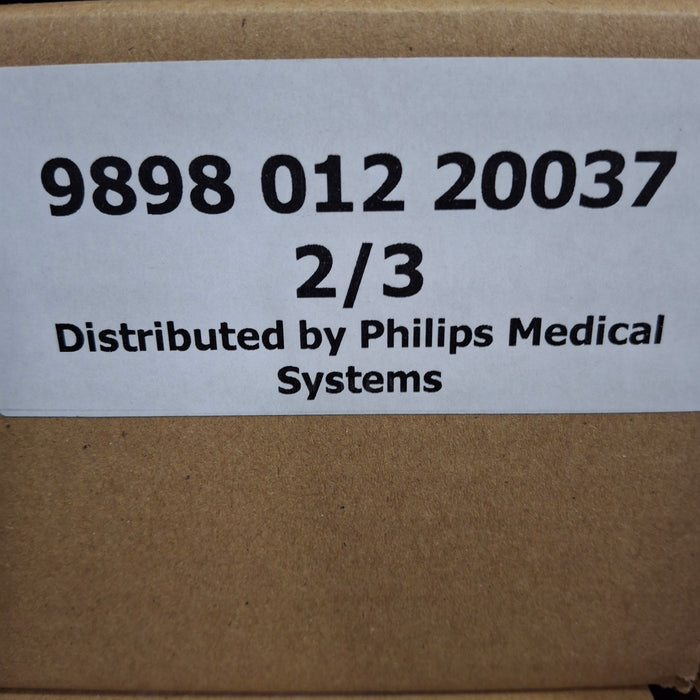 9898 012 20037
2/3
Distributed by Philips Medical
Systems